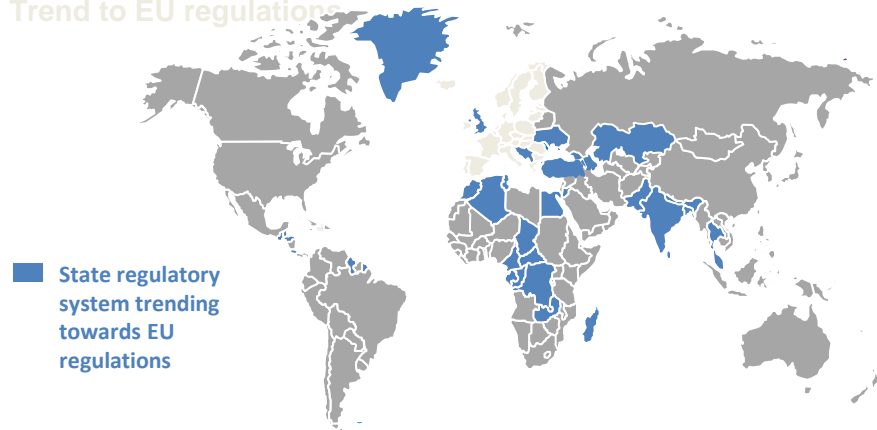 Trend to EU regulations
State regulatory
system trending
towards EU
regulations